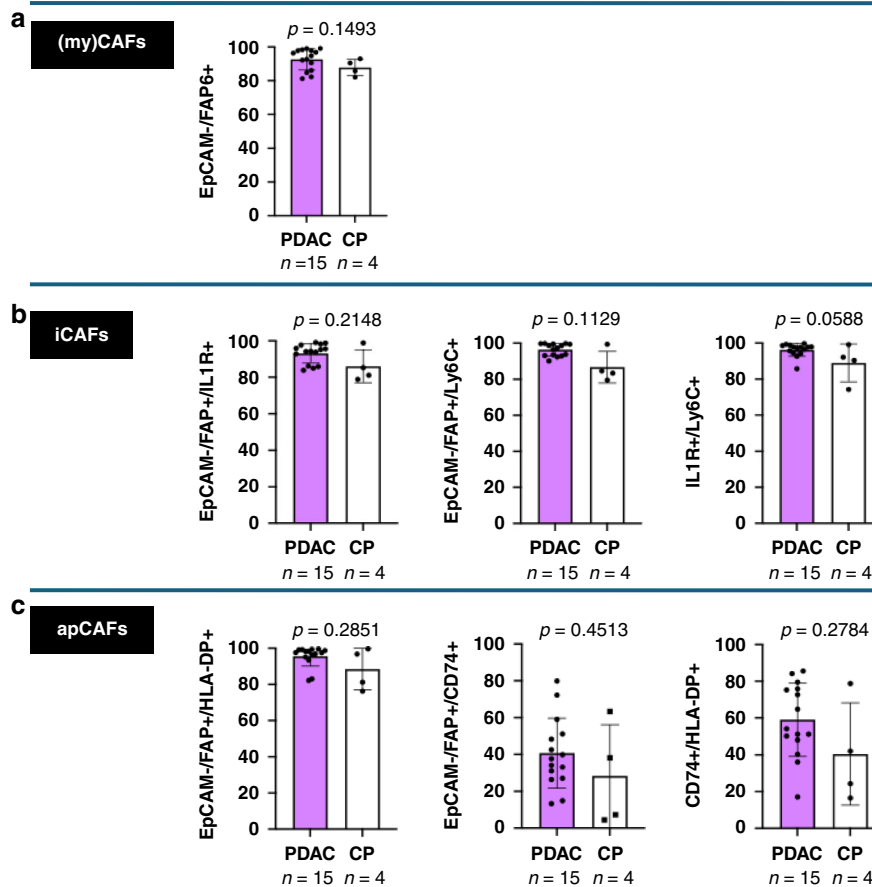 a
(my)CAFs
p = 0.1493
EpCAM-/FAP6+
100
80
60
40
20
0
PDAC CP
n =15 n = 4
b
iCAFs
p = 0.2148
EpCAM-/FAP+/IL1R+
100
80
60
40
20
0
PDAC CP
n = 15 n = 4
p = 0.1129
EpCAM-/FAP+/Ly6C+
100
80
60
40
20
0
PDAC CP
n = 15 n = 4
p = 0.0588
IL1R+/Ly6C+
100
80
60
40
20
0
PDAC CP
n = 15 n = 4
c
apCAFs
p = 0.2851
EpCAM-/FAP+/HLA-DP+
100
80
60
40
20
0
PDAC CP
n = 15 n = 4
p = 0.4513
EpCAM-/FAP+/CD74+
100
80
60
40
20
0
PDAC CP
n = 15 n = 4
p = 0.2784
CD74+/HLA-DP+
100
80
60
40
20
0
PDAC CP
n = 15 n = 4